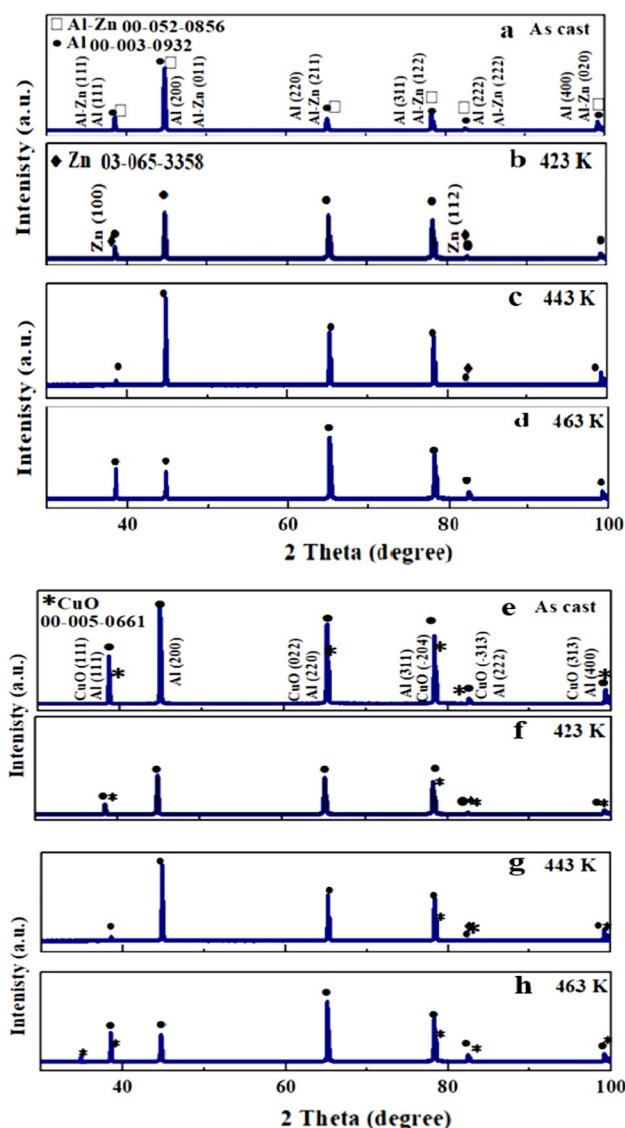 □ Al-Zn 00-052-0856
● Al 00-003-0932
a As cast
Al-Zn (111)
Al (111)
Al (200)
Al-Zn (011)
Al (220)
Al-Zn (211)
Al (311)
Al-Zn (122)
Al (222)
Al-Zn (222)
Al (400)
Al-Zn (020)
Intenisty (a.u.)
◆ Zn 03-065-3358
b 423 K
Zn (100)
Zn (112)
c 443 K
Intenisty (a.u.)
d 463 K
40 60 80 100
2 Theta (degree)
*CuO
00-005-0661
e As cast
CuO (111)
Al (111)
Al (200)
CuO (022)
Al (220)
Al (311)
CuO (-204)
CuO (-313)
Al (222)
CuO (313)
Al (400)
Intenisty (a.u.)
f 423 K
g 443 K
Intenisty (a.u.)
h 463 K
40 60 80 100
2 Theta (degree)